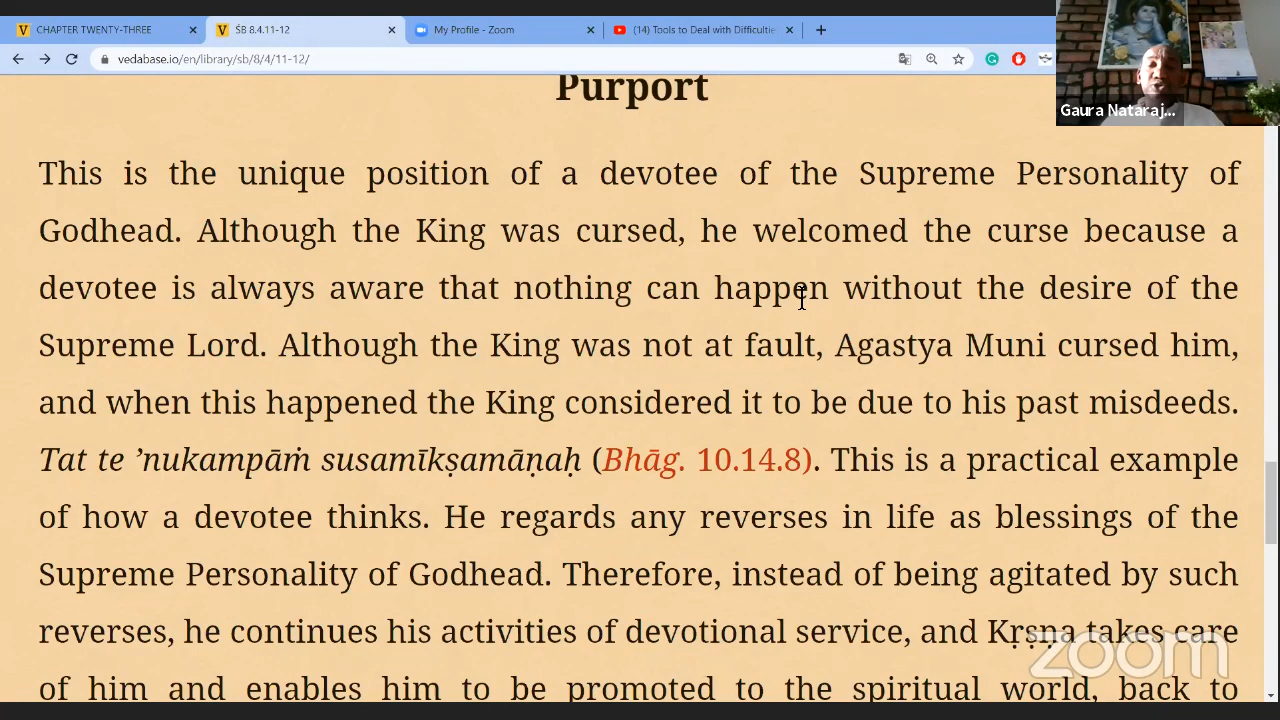 CHAPTER TWENTY-THREE
ŚB 8.4.11-12
My Profile - Zoom
(14) Tools to Deal with Difficultie
vedabase.io/en/library/sb/8/4/11-12/
Gaura Nataraj...
Purport
This is the unique position of a devotee of the Supreme Personality of
Godhead. Although the King was cursed, he welcomed the curse because a
devotee is always aware that nothing can happen without the desire of the
Supreme Lord. Although the King was not at fault, Agastya Muni cursed him,
and when this happened the King considered it to be due to his past misdeeds.
Tat te ’nukampāṁ susamīkṣamāṇaḥ (Bhāg. 10.14.8). This is a practical example
of how a devotee thinks. He regards any reverses in life as blessings of the
Supreme Personality of Godhead. Therefore, instead of being agitated by such
reverses, he continues his activities of devotional service, and Kṛṣṇa takes care
of him and enables him to be promoted to the spiritual world, back to
zoom